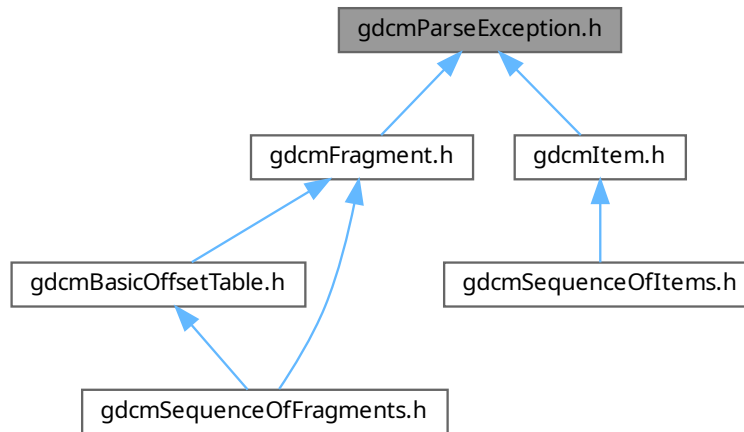 gdcmParseException.h
gdcmFragment.h
gdcmItem.h
gdcmBasicOffsetTable.h
gdcmSequenceOfItems.h
gdcmSequenceOfFragments.h